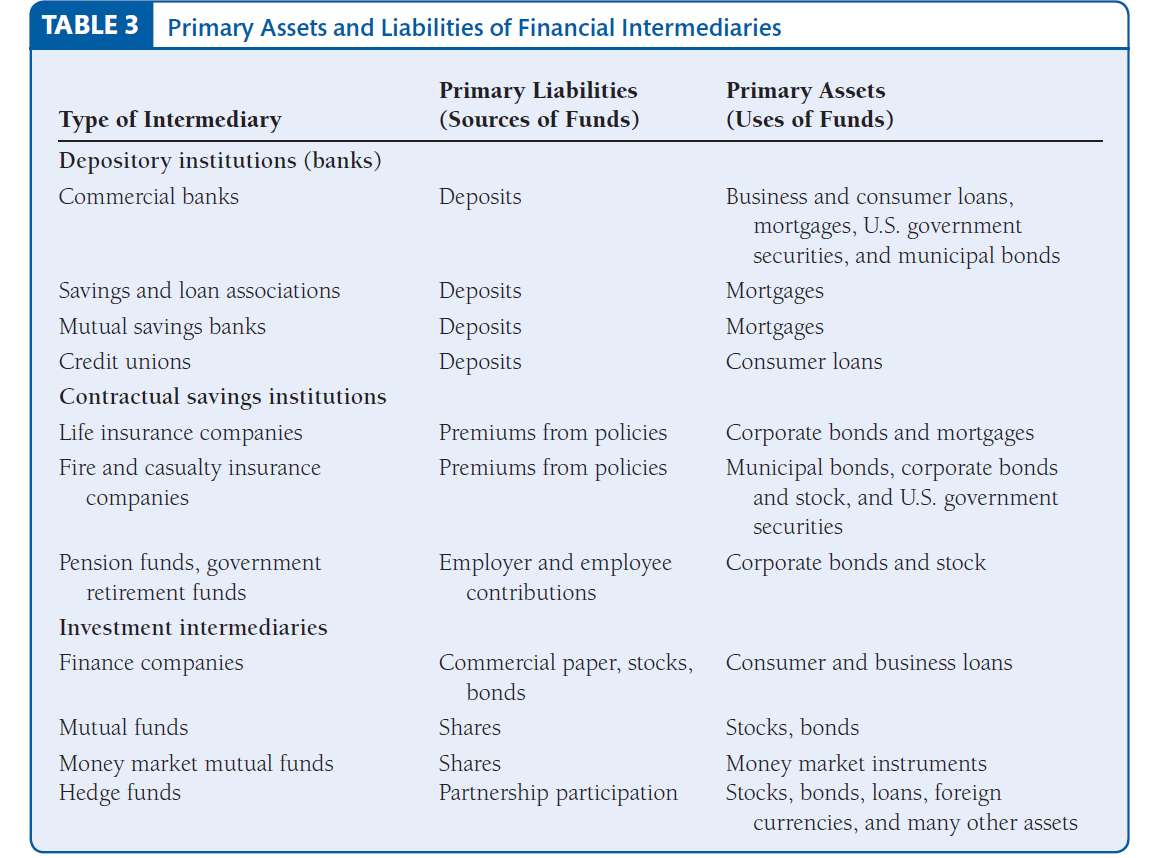 TABLE 3 Primary Assets and Liabilities of Financial Intermediaries
Type of Intermediary Primary Liabilities (Sources of Funds) Primary Assets (Uses of Funds)
Depository institutions (banks)
Commercial banks Deposits Business and consumer loans,
mortgages, U.S. government
securities, and municipal bonds
Savings and loan associations Deposits Mortgages
Mutual savings banks Deposits Mortgages
Credit unions Deposits Consumer loans
Contractual savings institutions
Life insurance companies Premiums from policies Corporate bonds and mortgages
Fire and casualty insurance Premiums from policies Municipal bonds, corporate bonds
companies and stock, and U.S. government
securities
Pension funds, government Employer and employee Corporate bonds and stock
retirement funds contributions
Investment intermediaries
Finance companies Commercial paper, stocks, Consumer and business loans
bonds
Mutual funds Shares Stocks, bonds
Money market mutual funds Shares Money market instruments
Hedge funds Partnership participation Stocks, bonds, loans, foreign
currencies, and many other assets